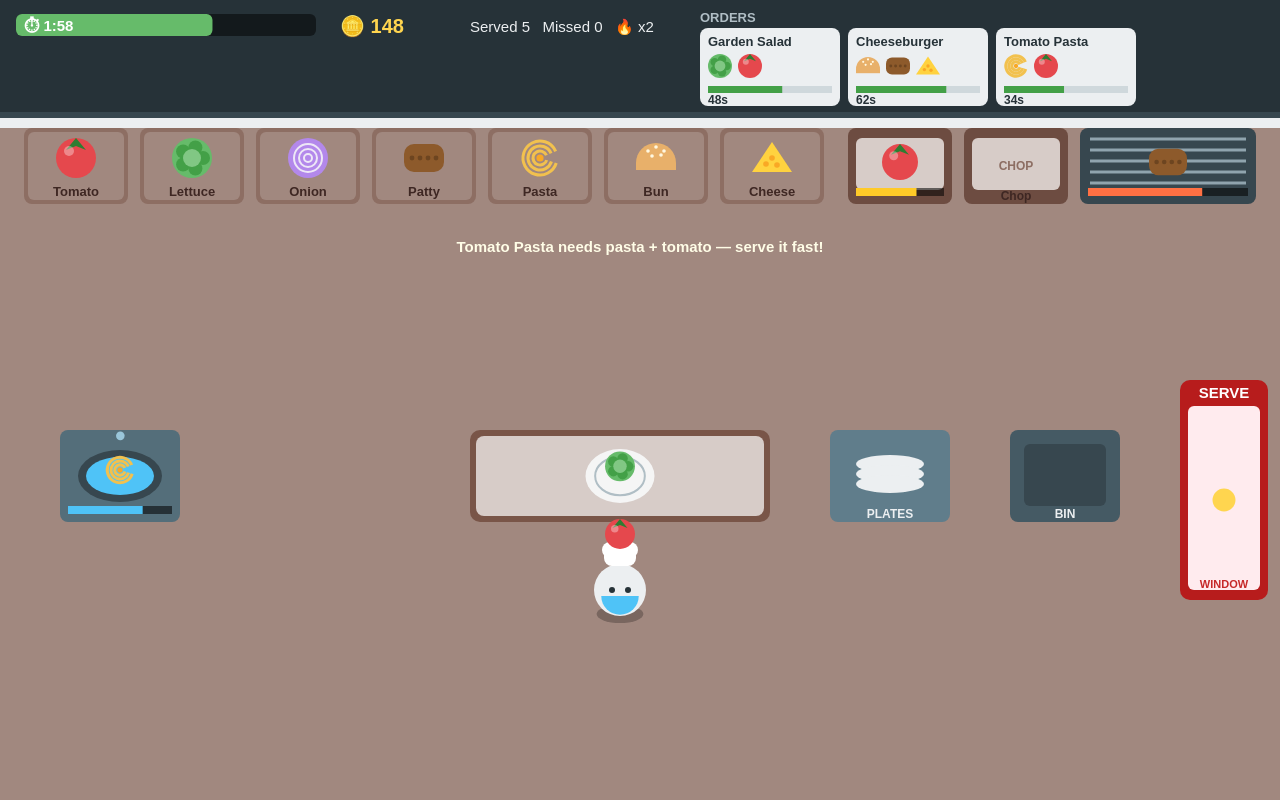 1:58
148
Served 5 Missed 0 x2
ORDERS
Garden Salad
48s
Cheeseburger
62s
Tomato Pasta
34s
Tomato
Lettuce
Onion
Patty
Pasta
Bun
Cheese
CHOP
Chop
Tomato Pasta needs pasta + tomato — serve it fast!
SERVE
PLATES
BIN
WINDOW